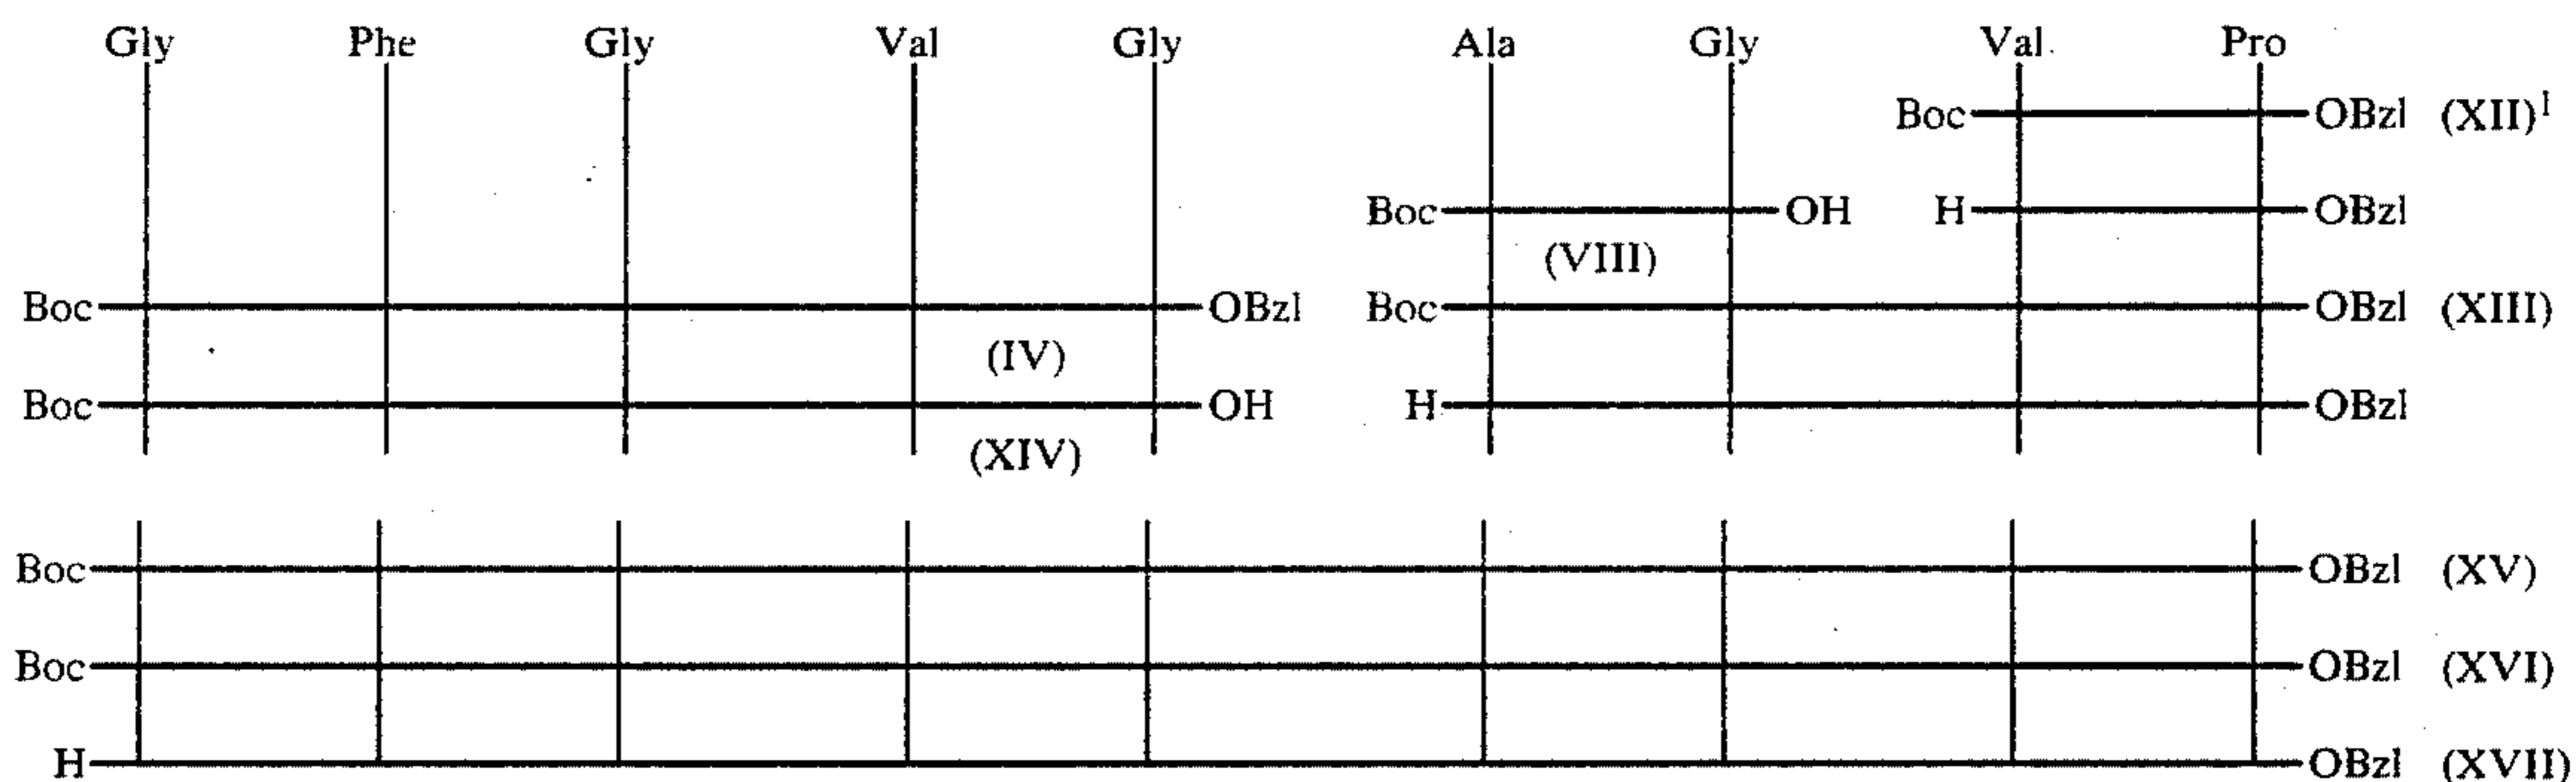 Gly Phe Gly Val Gly Ala Gly Val Pro
Boc OBzl (XII)¹
Boc OH H OBzl
(VIII)
Boc OBzl Boc OBzl (XIII)
(IV)
Boc OH H OBzl
(XIV)
Boc OBzl (XV)
Boc OBzl (XVI)
H OBzl (XVII)